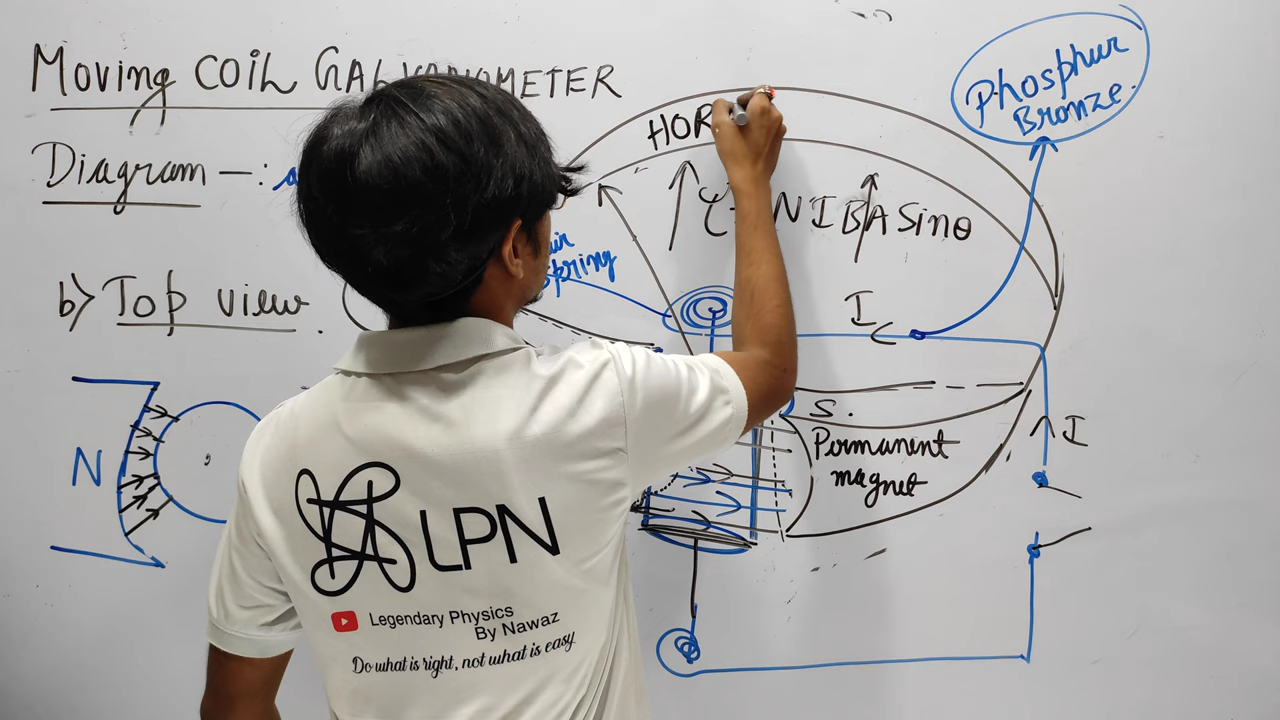 Moving COIL GALVANOMETER
Diagram —: a
b) Top view.
N
HOR
τ = NIBA Sinθ
Phosphur
Bronze.
Spring
I
S.
Permanent
magnet
I
LPN
Legendary Physics
By Nawaz
Do what is right, not what is easy